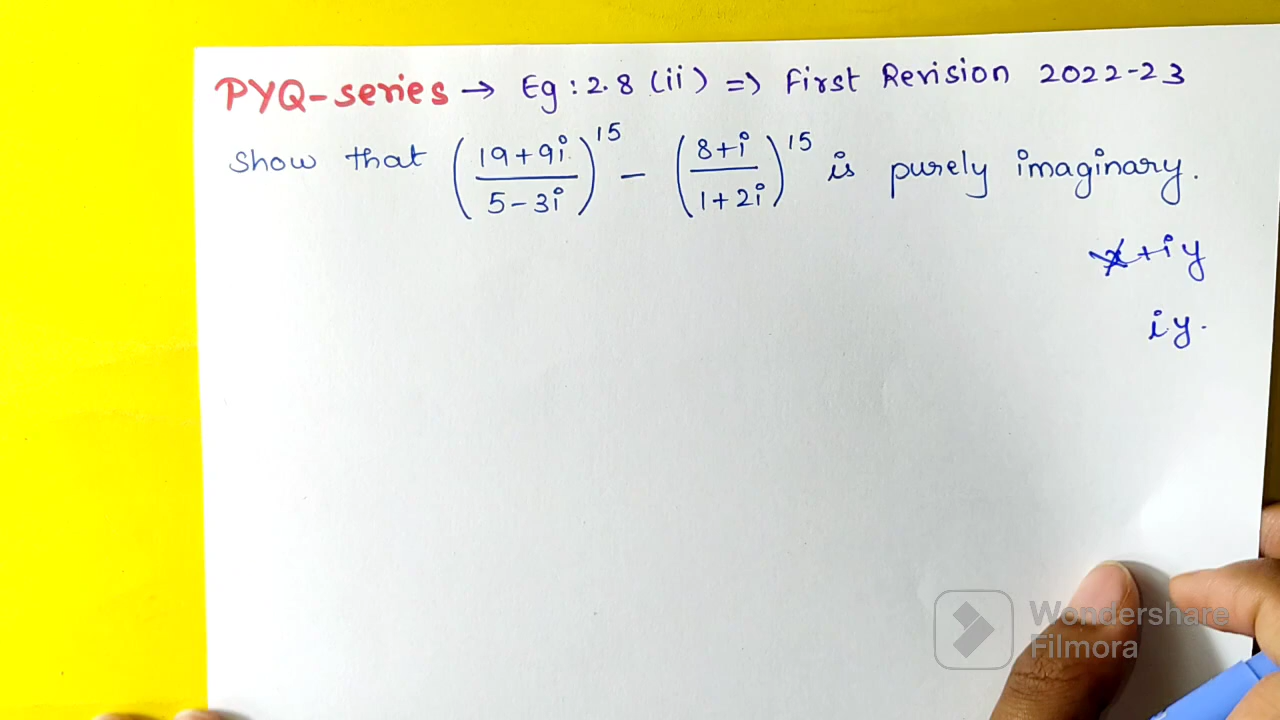 PYQ-series → Eg : 2.8 (ii) => First Revision 2022-23
Show that ((19+9i)/(5-3i))^15 - ((8+i)/(1+2i))^15 is purely imaginary.
x+iy
iy.
Wondershare
Filmora